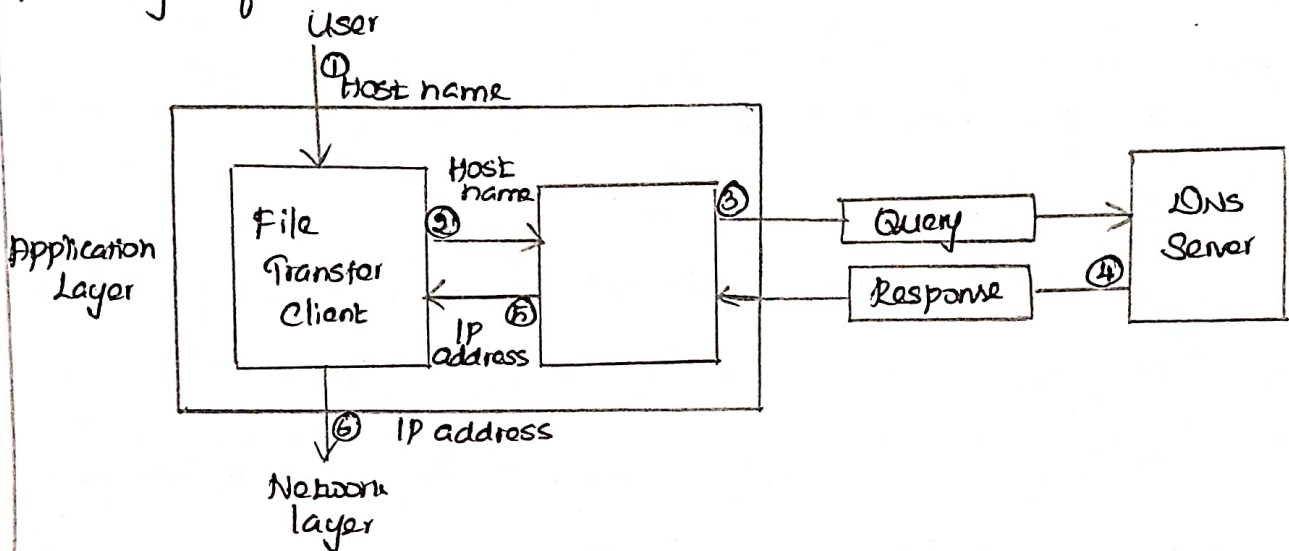 User
① Host name
Host
name
File
Transfer
Client
②
③
Query
DNS
Server
Application
Layer
Response
④
⑤
IP
address
⑥ IP address
Network
layer